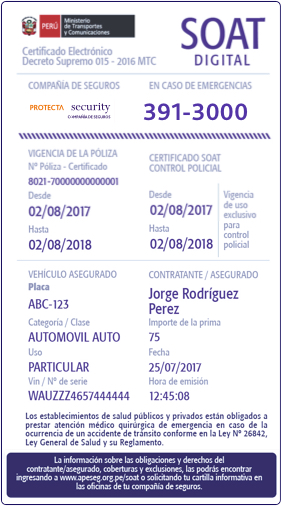 PERÚ
Ministerio
de Transportes
y Comunicaciones
SOAT
DIGITAL
Certificado Electrónico
Decreto Supremo 015 - 2016 MTC
COMPAÑÍA DE SEGUROS
EN CASO DE EMERGENCIAS
PROTECTA security
COMPAÑÍA DE SEGUROS
391-3000
VIGENCIA DE LA PÓLIZA
Nº Póliza - Certificado
8021-70000000000001
Desde
02/08/2017
Hasta
02/08/2018
CERTIFICADO SOAT
CONTROL POLICIAL
Desde
02/08/2017
Hasta
02/08/2018
Vigencia
de uso
exclusivo
para
control
policial
VEHÍCULO ASEGURADO
Placa
ABC-123
Categoría / Clase
AUTOMOVIL AUTO
Uso
PARTICULAR
Vin / Nº de serie
WAUZZZ4657444444
CONTRATANTE / ASEGURADO
Jorge Rodríguez
Perez
Importe de la prima
75
Fecha
25/07/2017
Hora de emisión
12:45:08
Los establecimientos de salud públicos y privados están obligados a
prestar atención médico quirúrgica de emergencia en caso de la
ocurrencia de un accidente de tránsito conforme en la Ley Nº 26842,
Ley General de Salud y su Reglamento.
La información sobre las obligaciones y derechos del
contratante/asegurado, coberturas y exclusiones, las podrás encontrar
ingresando a www.apeseg.org.pe/soat o solicitando tu cartilla informativa en
las oficinas de tu compañía de seguros.